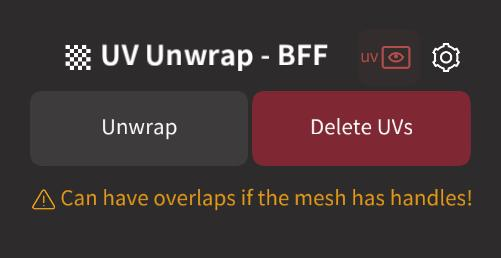 UV Unwrap - BFF uv
Unwrap Delete UVs
Can have overlaps if the mesh has handles!